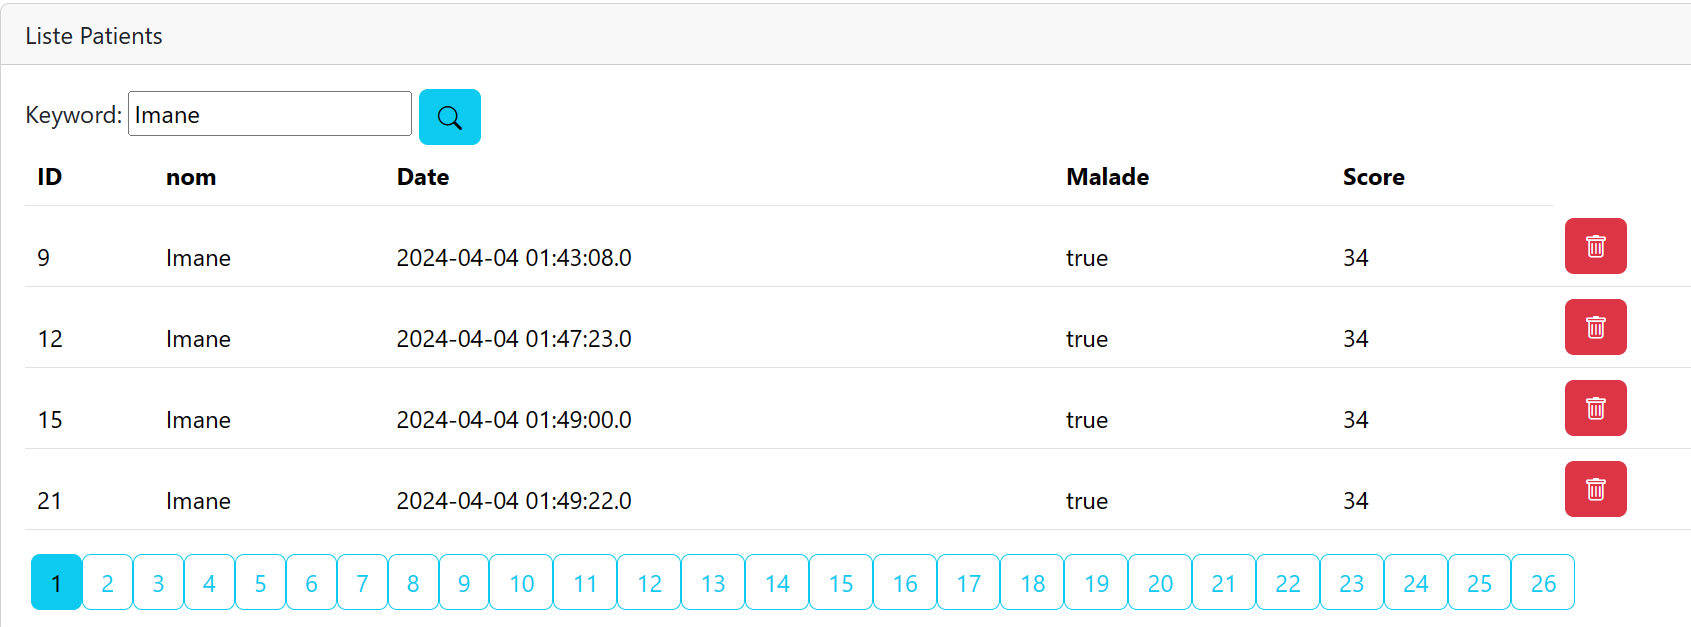 Liste Patients
Keyword: Imane
ID nom Date Malade Score
9 Imane 2024-04-04 01:43:08.0 true 34
12 Imane 2024-04-04 01:47:23.0 true 34
15 Imane 2024-04-04 01:49:00.0 true 34
21 Imane 2024-04-04 01:49:22.0 true 34
1 2 3 4 5 6 7 8 9 10 11 12 13 14 15 16 17 18 19 20 21 22 23 24 25 26